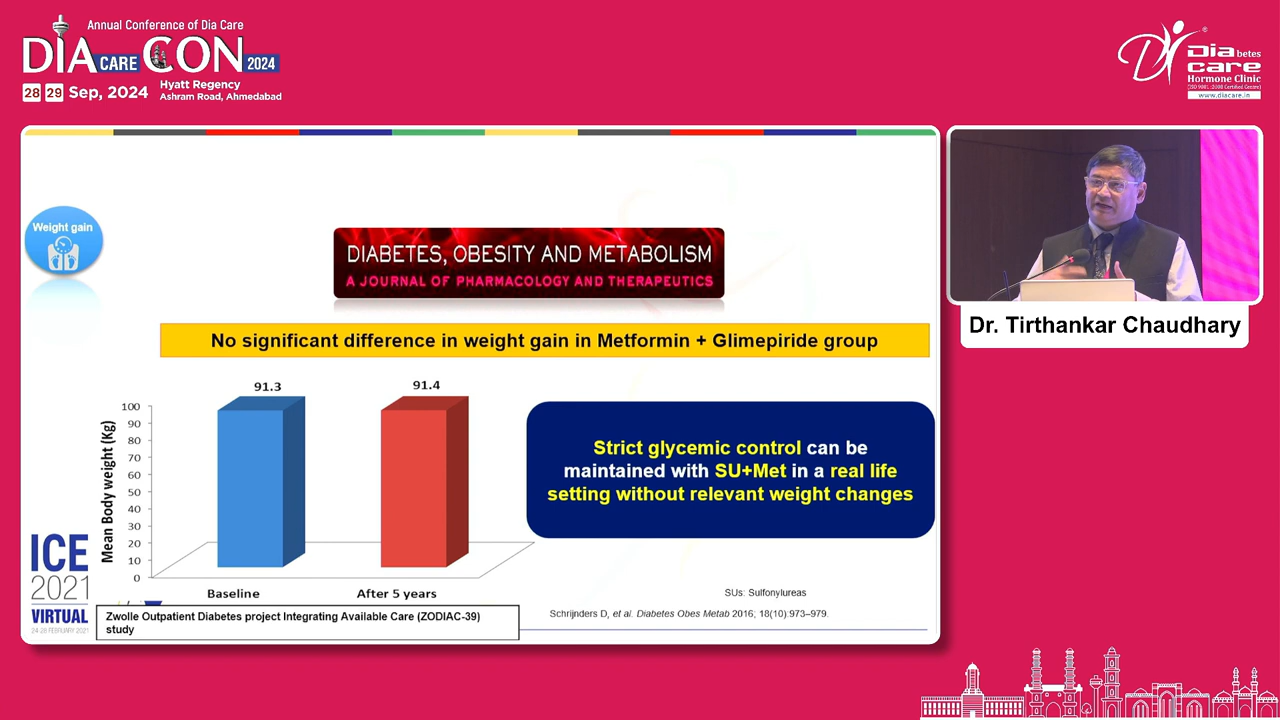 Annual Conference of Dia Care
DIA CARE CON 2024
28 29 Sep, 2024
Hyatt Regency
Ashram Road, Ahmedabad
Diabetes
care
Hormone Clinic
(ISO 9001:2008 Certified Centre)
www.diacare.in
Weight gain
DIABETES, OBESITY AND METABOLISM
A JOURNAL OF PHARMACOLOGY AND THERAPEUTICS
No significant difference in weight gain in Metformin + Glimepiride group
91.3
91.4
Mean Body weight (Kg)
100
90
80
70
60
50
40
30
20
10
0
Baseline
After 5 years
Strict glycemic control can be
maintained with SU+Met in a real life
setting without relevant weight changes
ICE
2021
VIRTUAL
24-28 FEBRUARY 2021
SUs: Sulfonylureas
Zwolle Outpatient Diabetes project Integrating Available Care (ZODIAC-39)
study
Schrijnders D, et al. Diabetes Obes Metab 2016; 18(10):973–979.
Dr. Tirthankar Chaudhary